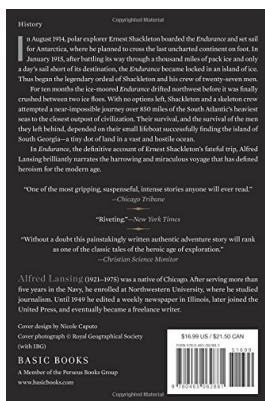 Copyrighted Material
History
In August 1914, polar explorer Ernest Shackleton boarded the Endurance and set sail
for Antarctica, where he planned to cross the last uncharted continent on foot. In
January 1915, after battling its way through a thousand miles of pack ice and only
a day's sail short of its destination, the Endurance became locked in an island of ice.
Thus began the legendary ordeal of Shackleton and his crew of twenty-seven men.
For ten months the ice-moored Endurance drifted northwest before it was finally
crushed between two ice floes. With no options left, Shackleton and a skeleton crew
attempted a near-impossible journey over 850 miles of the South Atlantic's heaviest
seas to the closest outpost of civilization. Their survival, and the survival of the men
they left behind, depended on their small lifeboat successfully finding the island of
South Georgia—a tiny dot of land in a vast and hostile ocean.
In Endurance, the definitive account of Ernest Shackleton's fateful trip, Alfred
Lansing brilliantly narrates the harrowing and miraculous voyage that has defined
heroism for the modern age.
"One of the most gripping, suspenseful, intense stories anyone will ever read."
—Chicago Tribune
"Riveting."—New York Times
"Without a doubt this painstakingly written authentic adventure story will rank
as one of the classic tales of the heroic age of exploration."
—Christian Science Monitor
Alfred Lansing (1921–1975) was a native of Chicago. After serving more than
five years in the Navy, he enrolled at Northwestern University, where he studied
journalism. Until 1949 he edited a weekly newspaper in Illinois, later joined the
United Press, and eventually became a freelance writer.
Cover design by Nicole Caputo
Cover photograph © Royal Geographical Society
(with IBG)
BASIC BOOKS
A Member of the Perseus Books Group
www.basicbooks.com
$16.99 US / $21.50 CAN
51699
9780465062881
Copyrighted Material